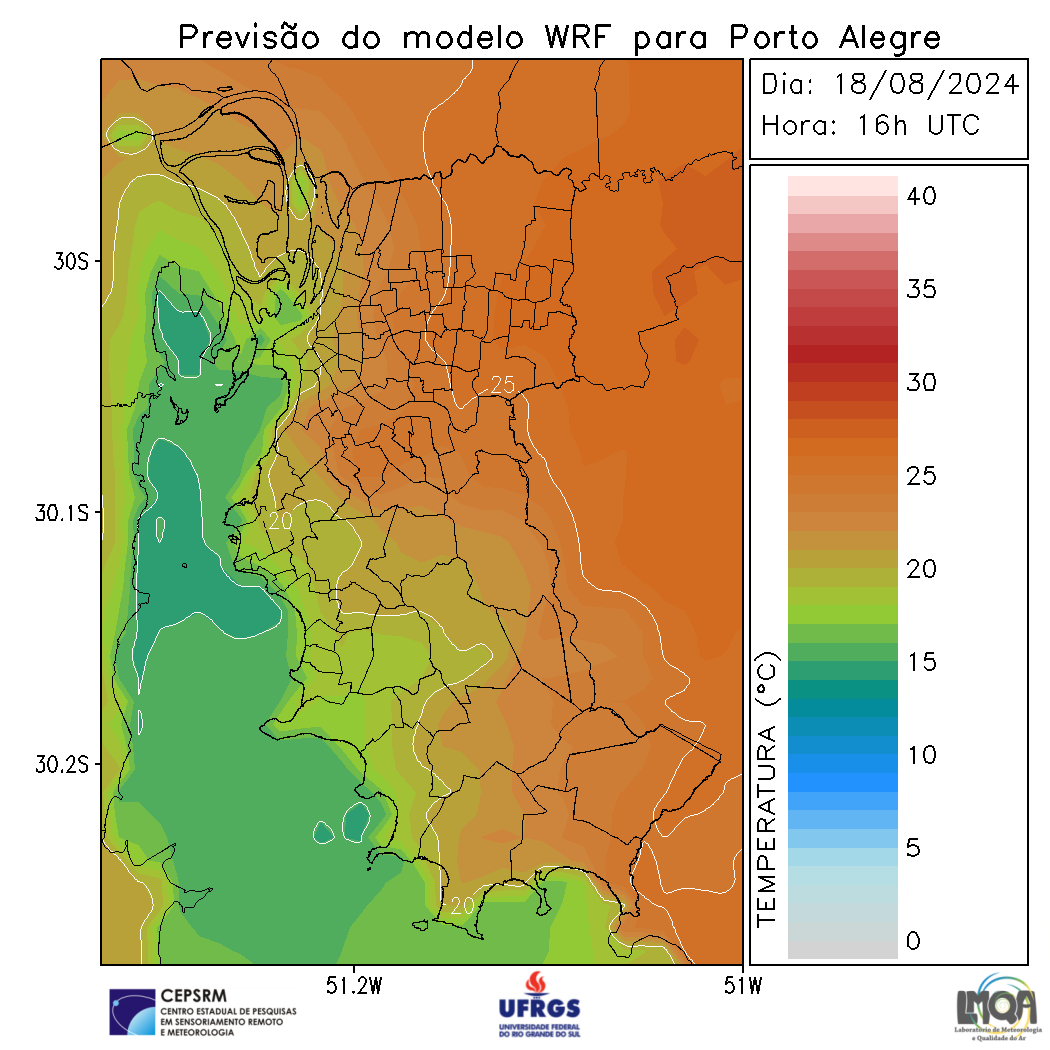 Previsão do modelo WRF para Porto Alegre
Dia: 18/08/2024
Hora: 16h UTC
30S
30.1S
30.2S
51.2W
51W
25
20
20
TEMPERATURA (°C)
40
35
30
25
20
15
10
5
0
CEPSRM
CENTRO ESTADUAL DE PESQUISAS
EM SENSORIAMENTO REMOTO
E METEOROLOGIA
UFRGS
UNIVERSIDADE FEDERAL
DO RIO GRANDE DO SUL
LMQA
Laboratório de Meteorologia
e Qualidade do Ar